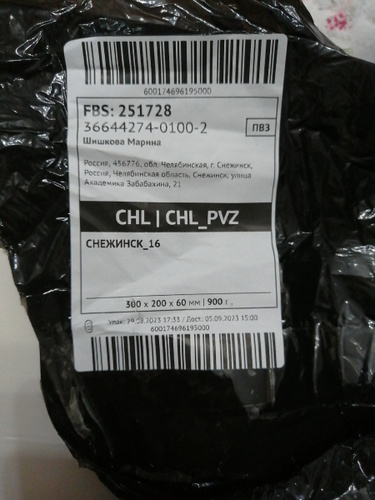 600174696195000
FBS: 251728
36644274-0100-2
ПВЗ
Шишкова Марина
Россия, 456776, обл. Челябинская, г. Снежинск,
Россия, Челябинская область, Снежинск, улица
Академика Забабахина, 21
CHL | CHL_PVZ
СНЕЖИНСК_16
300 x 200 x 60 мм | 900 г.
Упак: 29.08.2023 17:33 / Дост: 05.09.2023 15:00
600174696195000